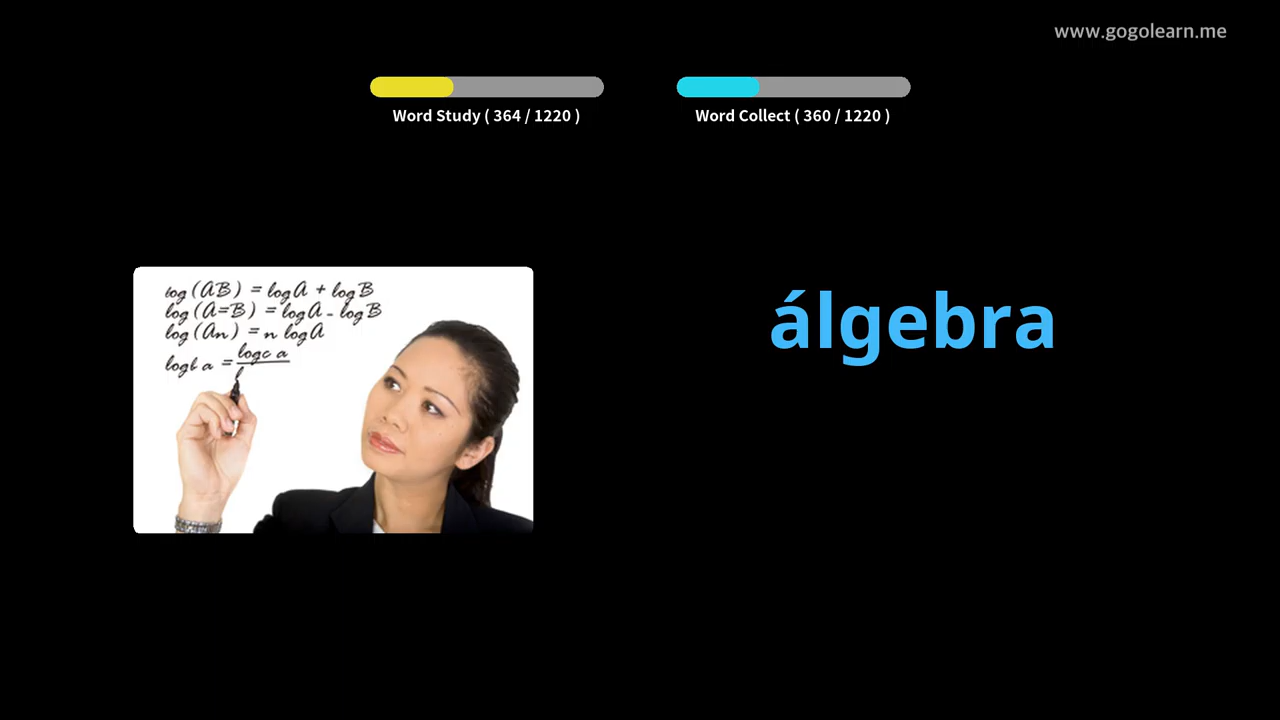 www.gogolearn.me
Word Study ( 364 / 1220 )
Word Collect ( 360 / 1220 )
log (AB) = logA + logB
log (A=B) = logA - logB
log (An) = n logA
logb a = logc a
álgebra